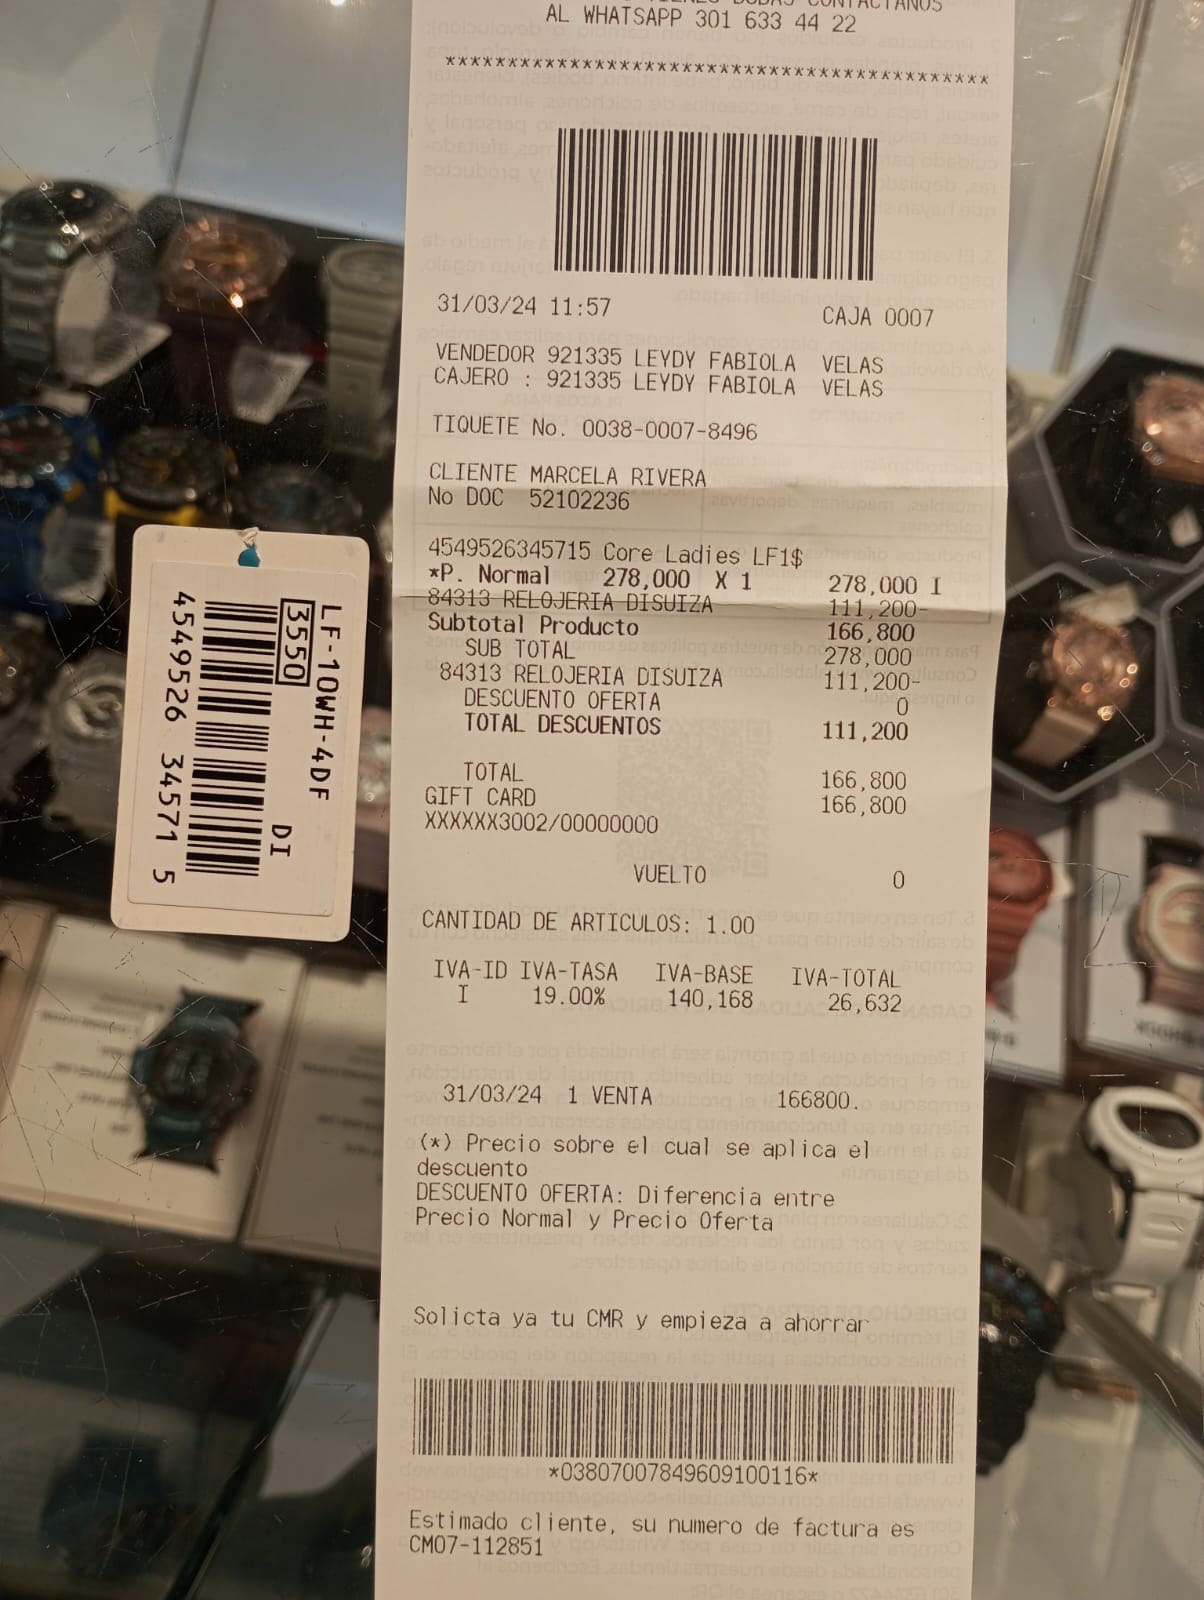 AL WHATSAPP 301 633 44 22
*******************************************
31/03/24 11:57 CAJA 0007
VENDEDOR 921335 LEYDY FABIOLA VELAS
CAJERO : 921335 LEYDY FABIOLA VELAS
TIQUETE No. 0038-0007-8496
CLIENTE MARCELA RIVERA
No DOC 52102236
4549526345715 Core Ladies LF1$
*P. Normal 278,000 X 1 278,000 I
84313 RELOJERIA DISUIZA 111,200-
Subtotal Producto 166,800
SUB TOTAL 278,000
84313 RELOJERIA DISUIZA 111,200-
DESCUENTO OFERTA 0
TOTAL DESCUENTOS 111,200
TOTAL 166,800
GIFT CARD 166,800
XXXXXX3002/00000000
VUELTO 0
CANTIDAD DE ARTICULOS: 1.00
IVA-ID IVA-TASA IVA-BASE IVA-TOTAL
I 19.00% 140,168 26,632
31/03/24 1 VENTA 166800.
(*) Precio sobre el cual se aplica el
descuento
DESCUENTO OFERTA: Diferencia entre
Precio Normal y Precio Oferta
Solicta ya tu CMR y empieza a ahorrar
*03807007849609100116*
Estimado cliente, su numero de factura es
CM07-112851
LF-10WH-4DF
3550
DI
4549526 34571 5